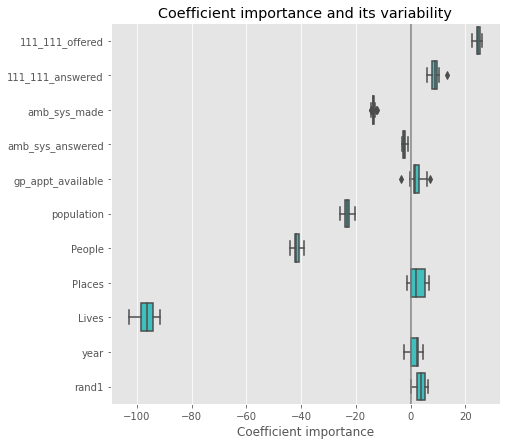 Coefficient importance and its variability
111_111_offered
111_111_answered
amb_sys_made
amb_sys_answered
gp_appt_available
population
People
Places
Lives
year
rand1
−100 −80 −60 −40 −20 0 20
Coefficient importance